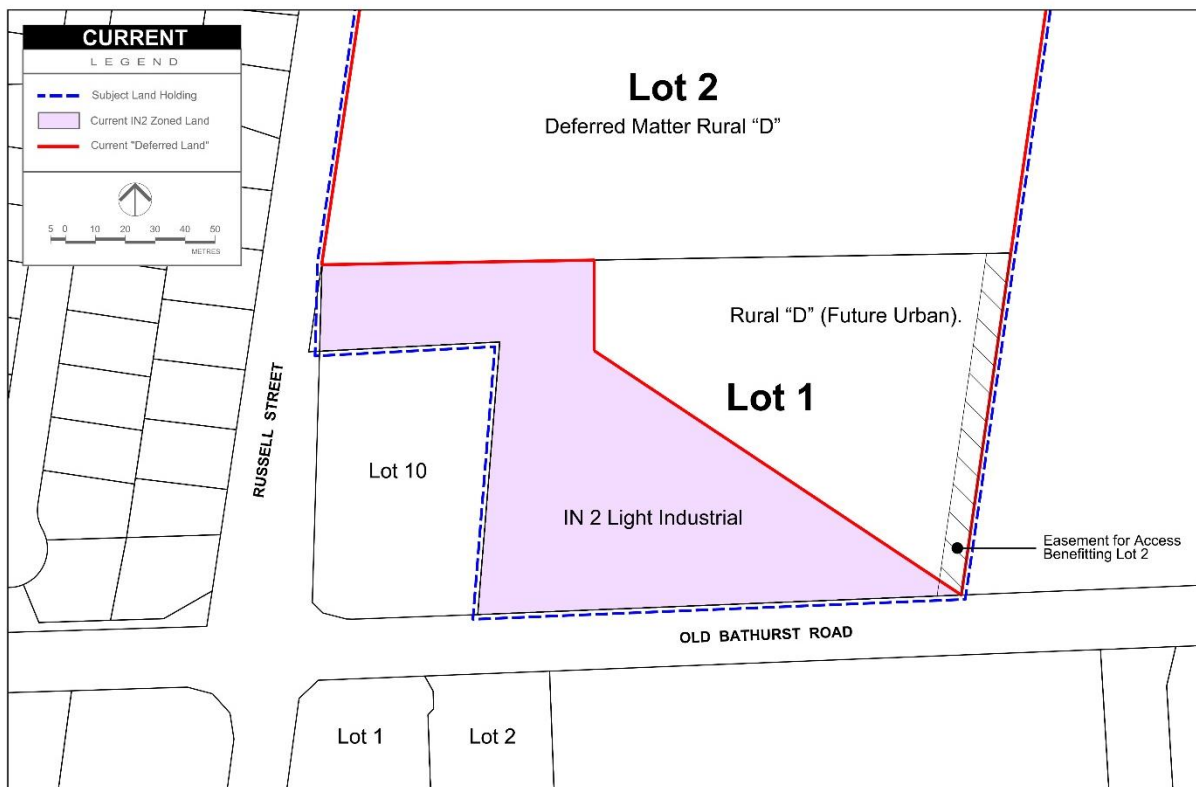 CURRENT
LEGEND
Subject Land Holding
Current IN2 Zoned Land
Current "Deferred Land"
5 0 10 20 30 40 50
METRES
Lot 2
Deferred Matter Rural “D”
Rural “D” (Future Urban).
Lot 1
RUSSELL STREET
Lot 10
IN 2 Light Industrial
Easement for Access
Benefitting Lot 2
OLD BATHURST ROAD
Lot 1
Lot 2